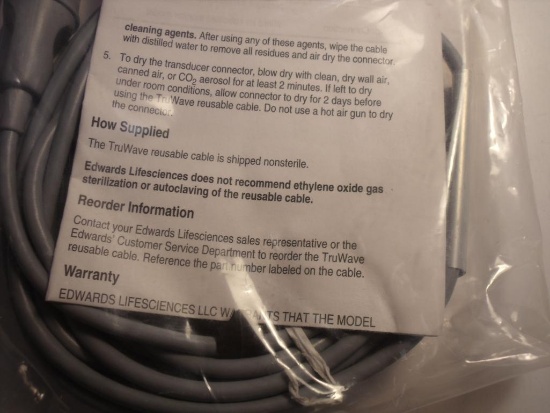 cleaning agents. After using any of these agents, wipe the cable
with distilled water to remove all residues and air dry the connector.
5. To dry the transducer connector, blow dry with clean, dry wall air,
canned air, or CO2 aerosol for at least 2 minutes. If left to dry
under room conditions, allow connector to dry for 2 days before
using the TruWave reusable cable. Do not use a hot air gun to dry
the connector.
How Supplied
The TruWave reusable cable is shipped nonsterile.
Edwards Lifesciences does not recommend ethylene oxide gas
sterilization or autoclaving of the reusable cable.
Reorder Information
Contact your Edwards Lifesciences sales representative or the
Edwards' Customer Service Department to reorder the TruWave
reusable cable. Reference the part number labeled on the cable.
Warranty
EDWARDS LIFESCIENCES LLC WARRANTS THAT THE MODEL